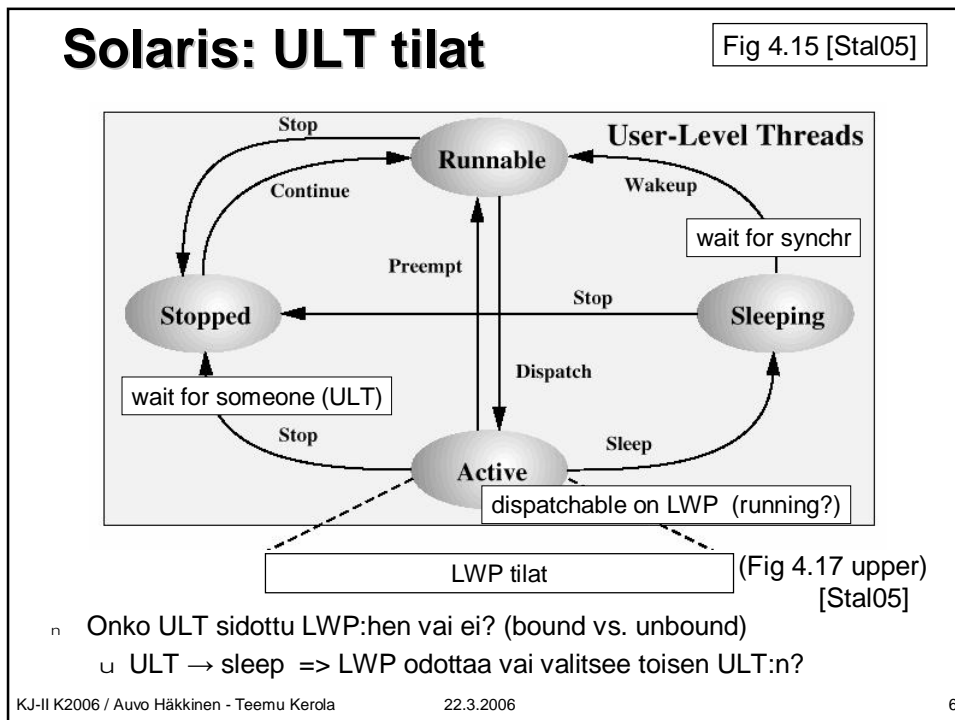 Solaris: ULT tilat
Fig 4.15 [Stal05]
User-Level Threads
Stop
Runnable
Continue
Wakeup
wait for synchr
Preempt
Stop
Stopped
Sleeping
Dispatch
wait for someone (ULT)
Stop
Sleep
Active
dispatchable on LWP (running?)
LWP tilat
(Fig 4.17 upper)
[Stal05]
n Onko ULT sidottu LWP:hen vai ei? (bound vs. unbound)
u ULT → sleep => LWP odottaa vai valitsee toisen ULT:n?
KJ-II K2006 / Auvo Häkkinen - Teemu Kerola 22.3.2006 6